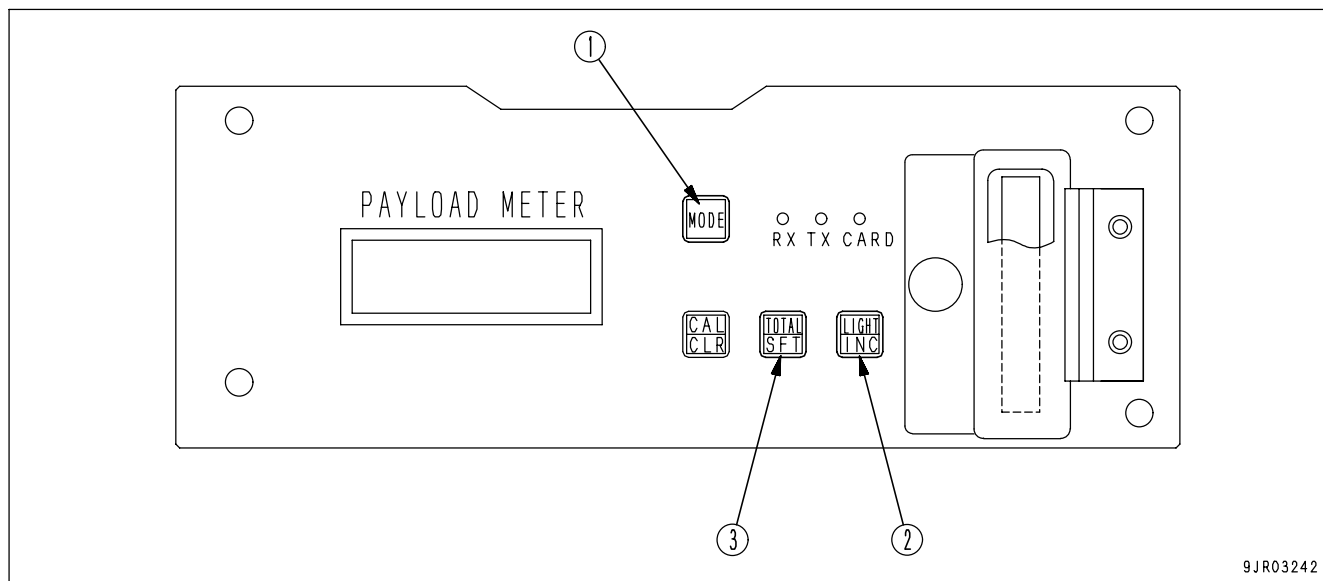 ①
PAYLOAD METER
MODE
RX TX CARD
CAL
CLR
TOTAL
SFT
LIGHT
INC
③
②
9JR03242